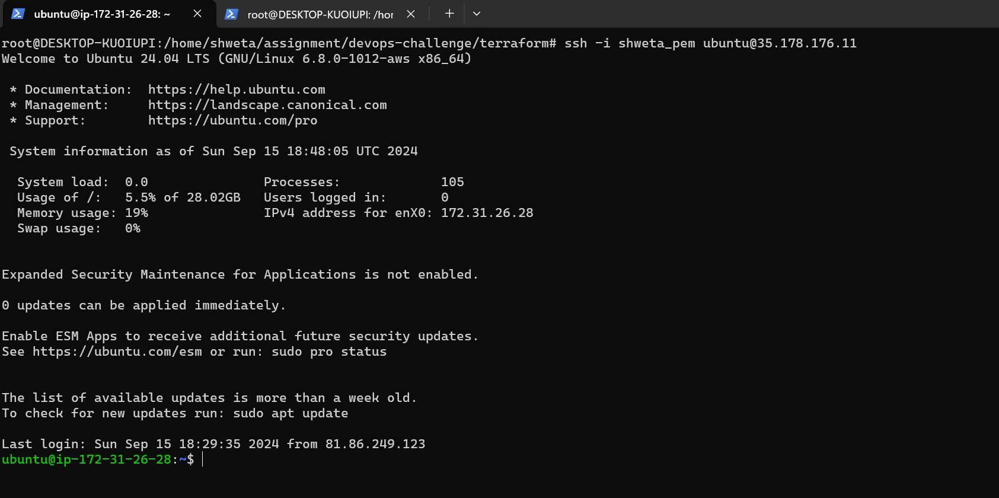 ubuntu@ip-172-31-26-28: ~
root@DESKTOP-KUOIUPI: /hor
root@DESKTOP-KUOIUPI:/home/shweta/assignment/devops-challenge/terraform# ssh -i shweta_pem ubuntu@35.178.176.11
Welcome to Ubuntu 24.04 LTS (GNU/Linux 6.8.0-1012-aws x86_64)
* Documentation:  https://help.ubuntu.com
* Management:     https://landscape.canonical.com
* Support:        https://ubuntu.com/pro
System information as of Sun Sep 15 18:48:05 UTC 2024
System load:  0.0               Processes:             105
Usage of /:   5.5% of 28.02GB   Users logged in:       0
Memory usage: 19%               IPv4 address for enX0: 172.31.26.28
Swap usage:   0%
Expanded Security Maintenance for Applications is not enabled.
0 updates can be applied immediately.
Enable ESM Apps to receive additional future security updates.
See https://ubuntu.com/esm or run: sudo pro status
The list of available updates is more than a week old.
To check for new updates run: sudo apt update
Last login: Sun Sep 15 18:29:35 2024 from 81.86.249.123
ubuntu@ip-172-31-26-28:~$